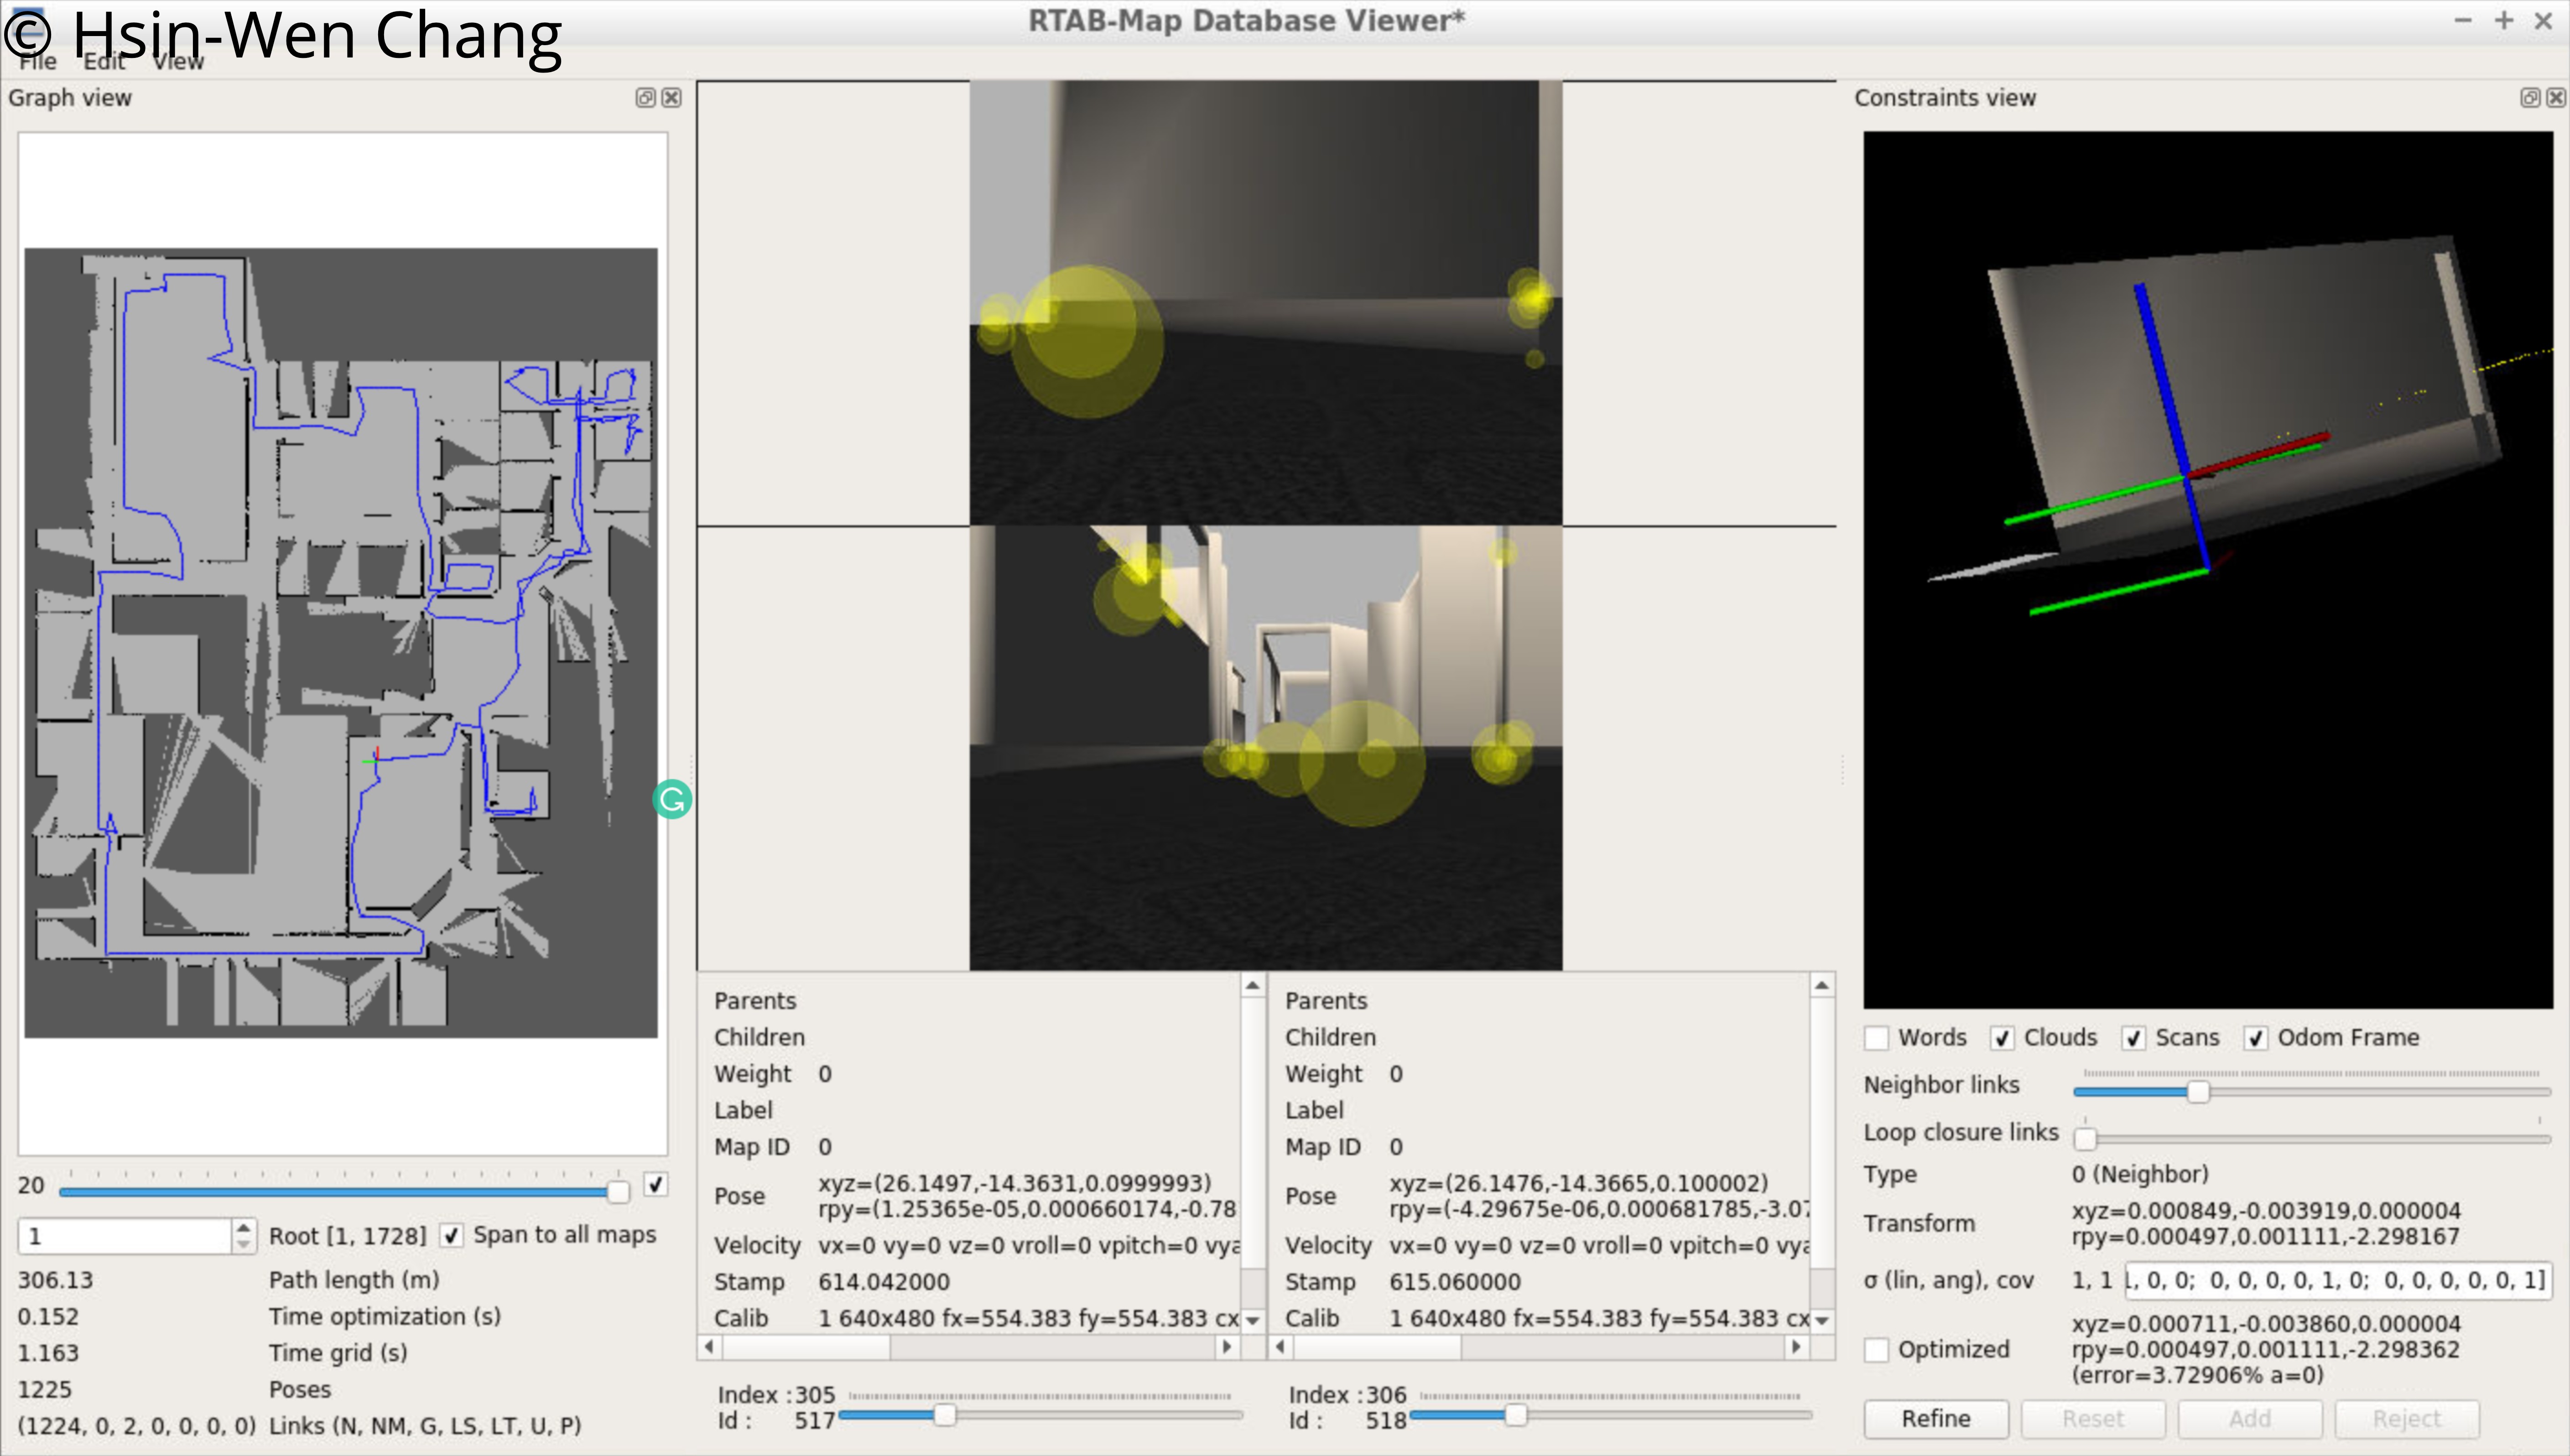 © Hsin-Wen Chang
RTAB-Map Database Viewer*
File Edit View
Graph view
20
1
Root [1, 1728] Span to all maps
306.13 Path length (m)
0.152 Time optimization (s)
1.163 Time grid (s)
1225 Poses
(1224, 0, 2, 0, 0, 0, 0) Links (N, NM, G, LS, LT, U, P)
Parents
Children
Weight 0
Label
Map ID 0
Pose xyz=(26.1497,-14.3631,0.0999993)
rpy=(1.25365e-05,0.000660174,-0.78
Velocity vx=0 vy=0 vz=0 vroll=0 vpitch=0 vya
Stamp 614.042000
Calib 1 640x480 fx=554.383 fy=554.383 cx
Index : 305
Id : 517
Parents
Children
Weight 0
Label
Map ID 0
Pose xyz=(26.1476,-14.3665,0.100002)
rpy=(-4.29675e-06,0.000681785,-3.07
Velocity vx=0 vy=0 vz=0 vroll=0 vpitch=0 vya
Stamp 615.060000
Calib 1 640x480 fx=554.383 fy=554.383 cx
Index : 306
Id : 518
Constraints view
Words Clouds Scans Odom Frame
Neighbor links
Loop closure links
Type 0 (Neighbor)
Transform xyz=0.000849,-0.003919,0.000004
rpy=0.000497,0.001111,-2.298167
σ (lin, ang), cov 1, 1 1, 0, 0; 0, 0, 0, 0, 1, 0; 0, 0, 0, 0, 0, 1]
Optimized xyz=0.000711,-0.003860,0.000004
rpy=0.000497,0.001111,-2.298362
(error=3.72906% a=0)
Refine Reset Add Reject